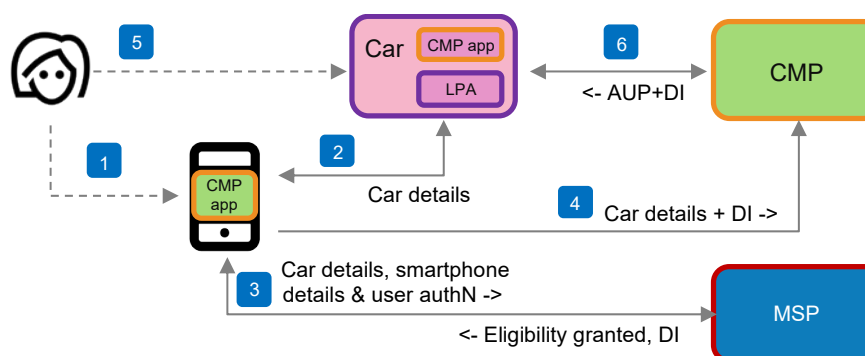 5
Car
CMP app
LPA
6
<- AUP+DI
CMP
1
CMP
app
2
Car details
4
Car details + DI ->
3
Car details, smartphone
details & user authN ->
<- Eligibility granted, DI
MSP